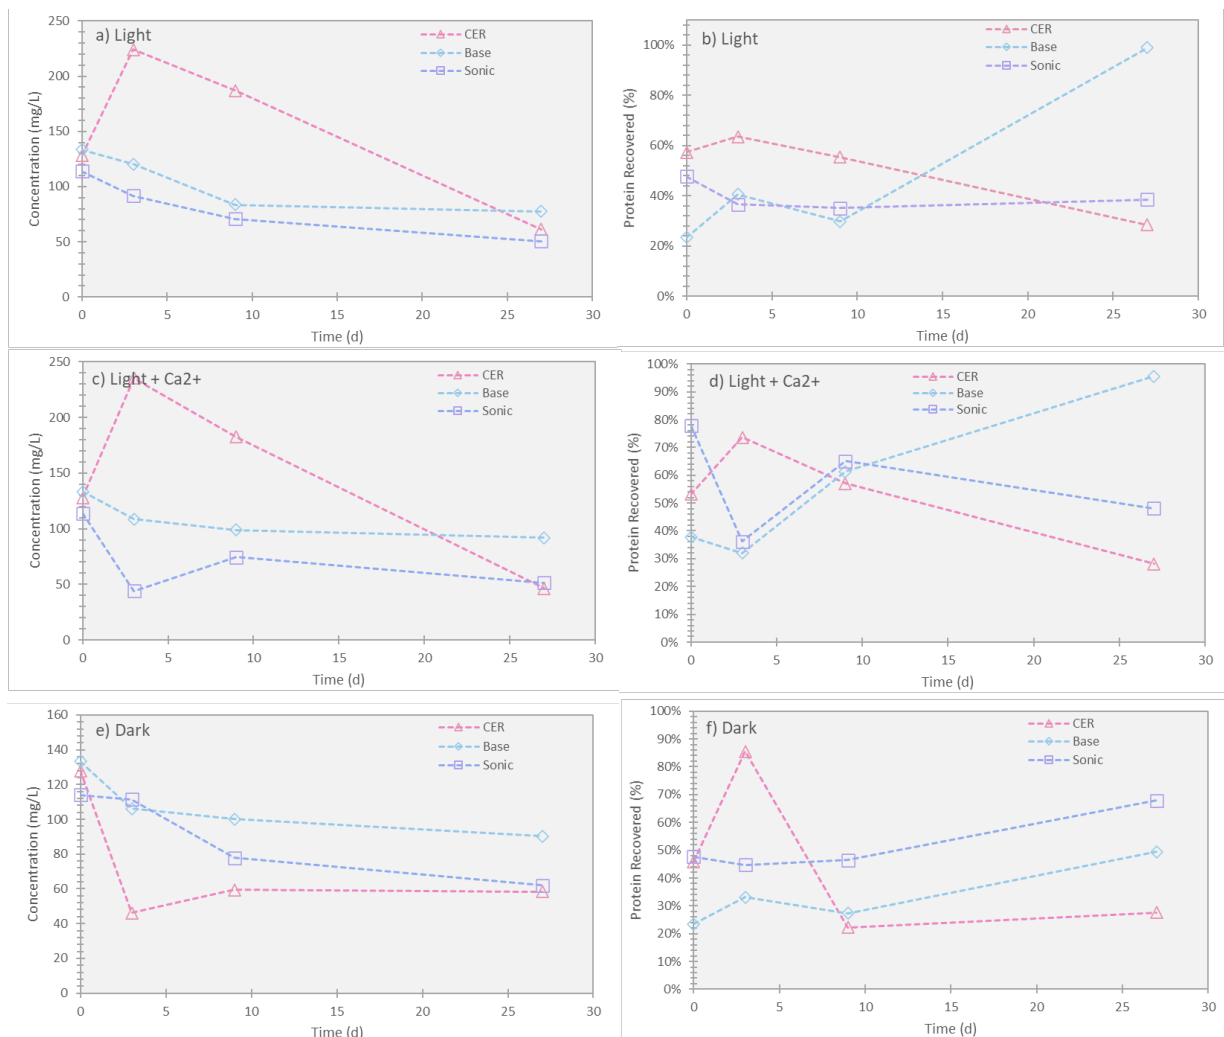 a) Light
CER
Base
Sonic
250
200
150
100
50
0
0 5 10 15 20 25 30
Concentration (mg/L)
Time (d)
b) Light
CER
Base
Sonic
100%
80%
60%
40%
20%
0%
0 5 10 15 20 25 30
Protein Recovered (%)
Time (d)
c) Light + Ca2+
CER
Base
Sonic
250
200
150
100
50
0
0 5 10 15 20 25 30
Concentration (mg/L)
Time (d)
d) Light + Ca2+
CER
Base
Sonic
100%
90%
80%
70%
60%
50%
40%
30%
20%
10%
0%
0 5 10 15 20 25 30
Protein Recovered (%)
Time (d)
e) Dark
CER
Base
Sonic
160
140
120
100
80
60
40
20
0
0 5 10 15 20 25 30
Concentration (mg/L)
Time (d)
f) Dark
CER
Base
Sonic
100%
90%
80%
70%
60%
50%
40%
30%
20%
10%
0%
0 5 10 15 20 25 30
Protein Recovered (%)
Time (d)